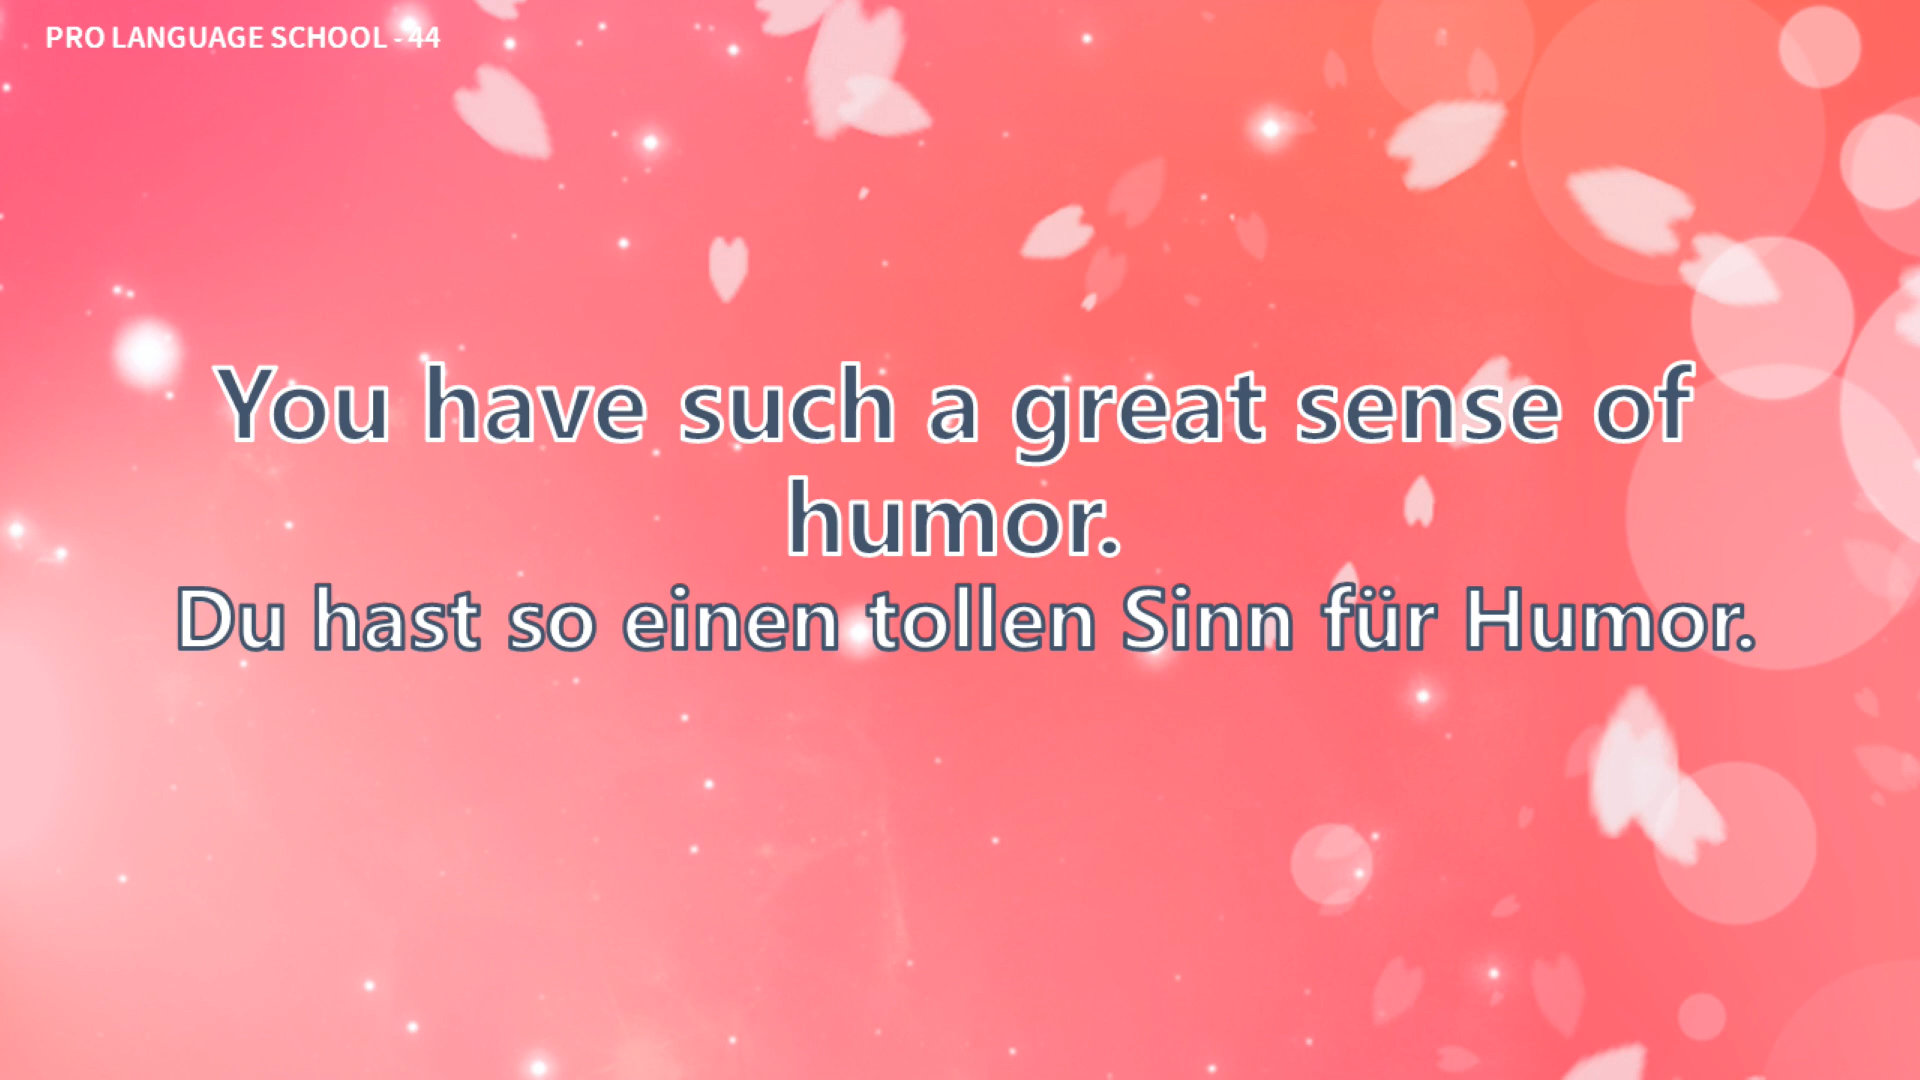 PRO LANGUAGE SCHOOL - 44
You have such a great sense of
humor.
Du hast so einen tollen Sinn für Humor.